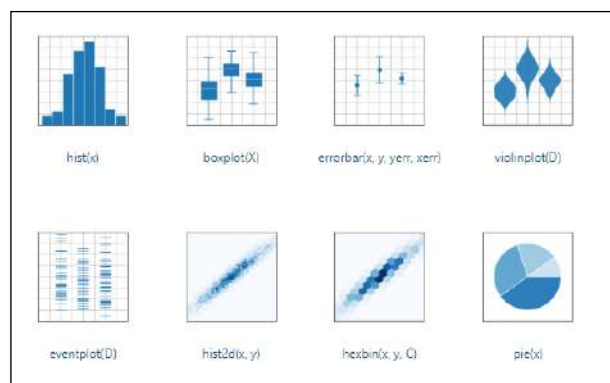 hist(x)
boxplot(X)
errorbar(x, y, yerr, xerr)
violinplot(D)
eventplot(D)
hist2d(x, y)
hexbin(x, y, C)
pie(x)